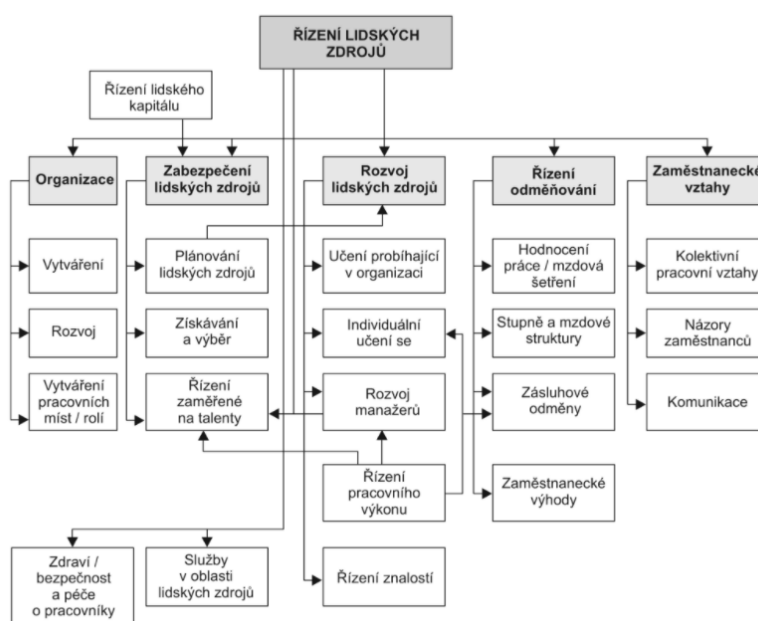 ŘÍZENÍ LIDSKÝCH
ZDROJŮ
Řízení lidského
kapitálu
Organizace
Zabezpečení
lidských zdrojů
Rozvoj
lidských zdrojů
Řízení
odměňování
Zaměstnanecké
vztahy
Vytváření
Plánování
lidských zdrojů
Učení probíhající
v organizaci
Hodnocení
práce / mzdová
šetření
Kolektivní
pracovní vztahy
Rozvoj
Získávání
a výběr
Individuální
učení se
Stupně a mzdové
struktury
Názory
zaměstnanců
Vytváření
pracovních
míst / rolí
Řízení
zaměřené
na talenty
Rozvoj
manažerů
Zásluhové
odměny
Komunikace
Řízení
pracovního
výkonu
Zaměstnanecké
výhody
Zdraví /
bezpečnost
a péče
o pracovníky
Služby
v oblasti
lidských zdrojů
Řízení znalostí